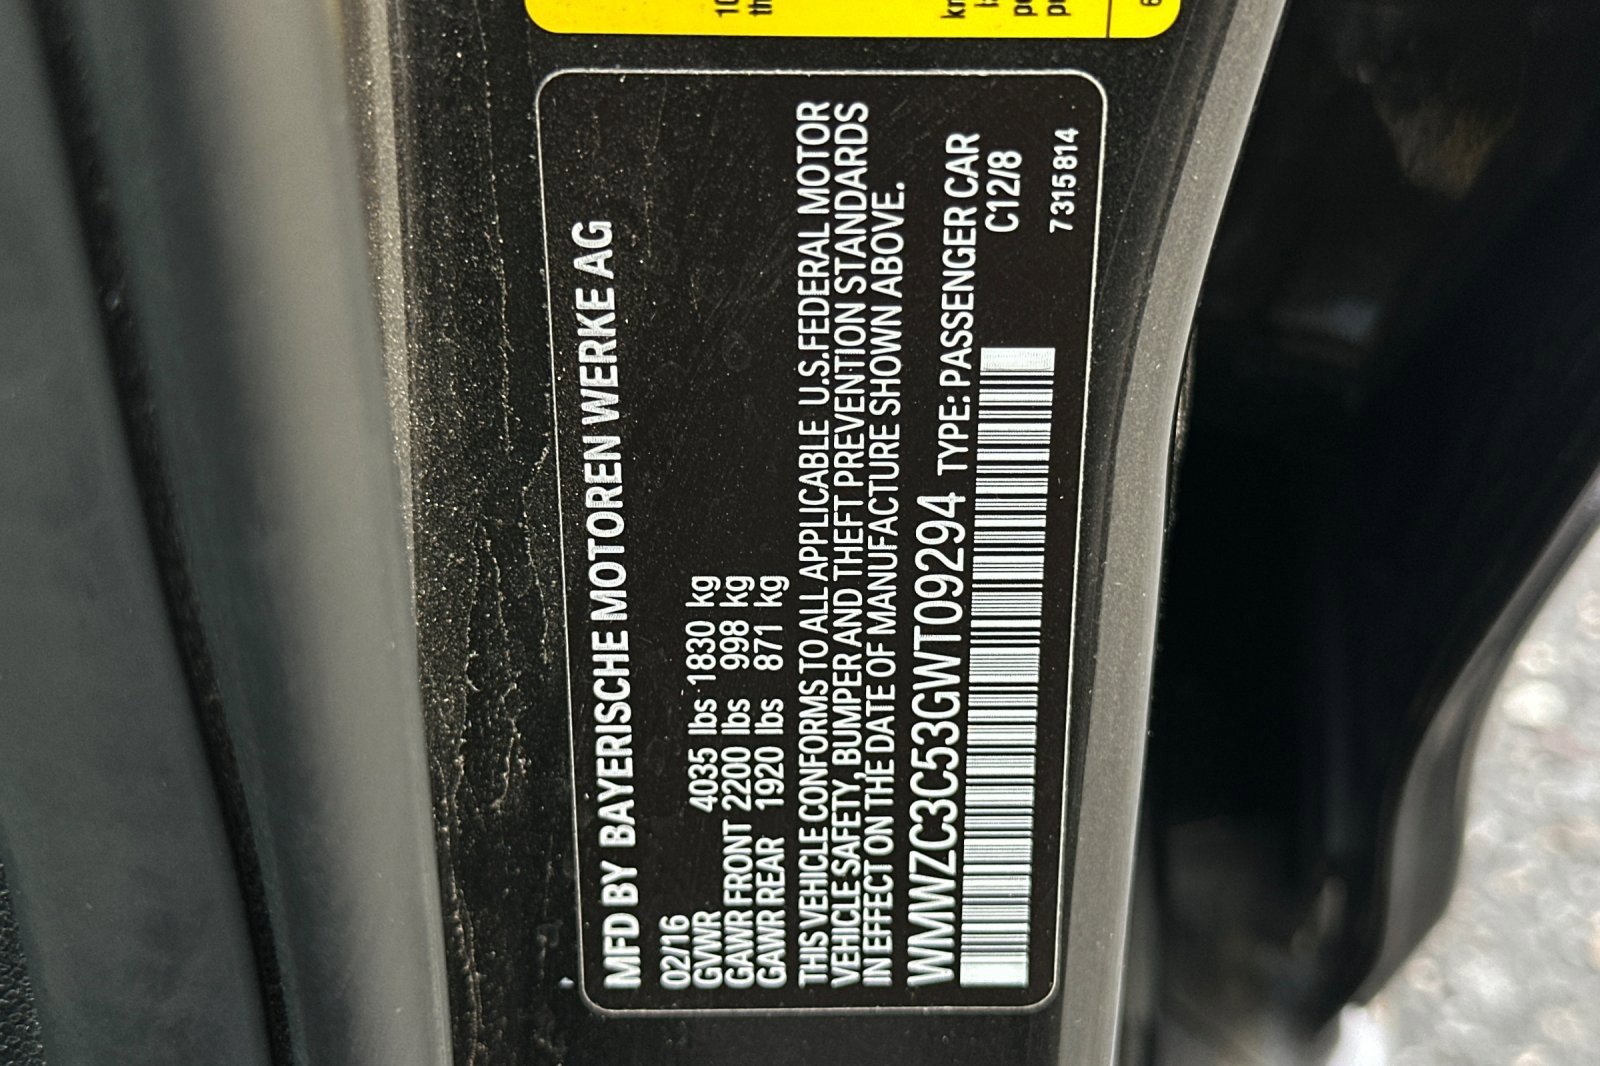 MFD BY BAYERISCHE MOTOREN WERKE AG
02/16
GVWR 4035 lbs 1830 kg
GAWR FRONT 2200 lbs 998 kg
GAWR REAR 1920 lbs 871 kg
THIS VEHICLE CONFORMS TO ALL APPLICABLE U.S.FEDERAL MOTOR
VEHICLE SAFETY, BUMPER AND THEFT PREVENTION STANDARDS
IN EFFECT ON THE DATE OF MANUFACTURE SHOWN ABOVE.
WMWZC3C53GWT09294 TYPE: PASSENGER CAR
C12/8
7315814